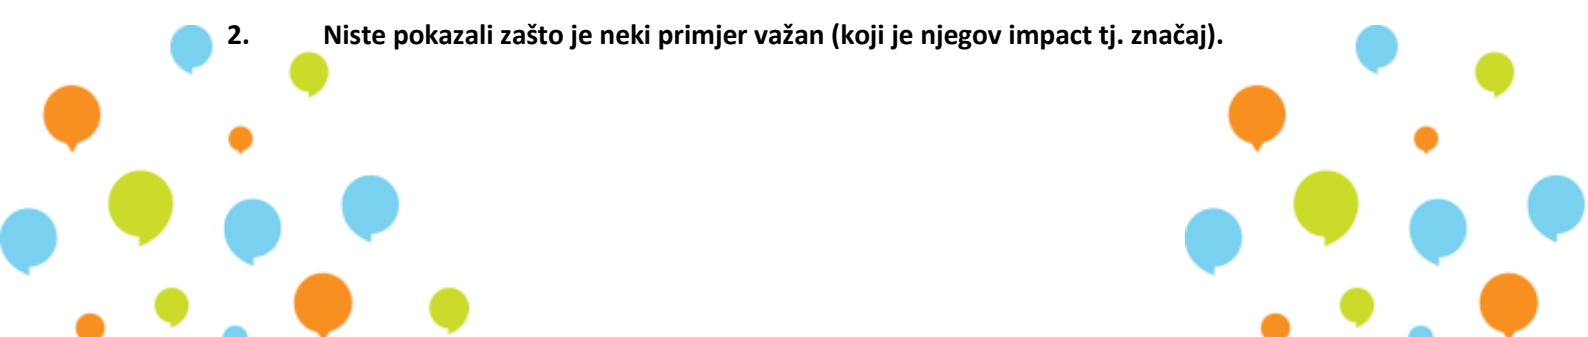 2. Niste pokazali zašto je neki primjer važan (koji je njegov impact tj. značaj).